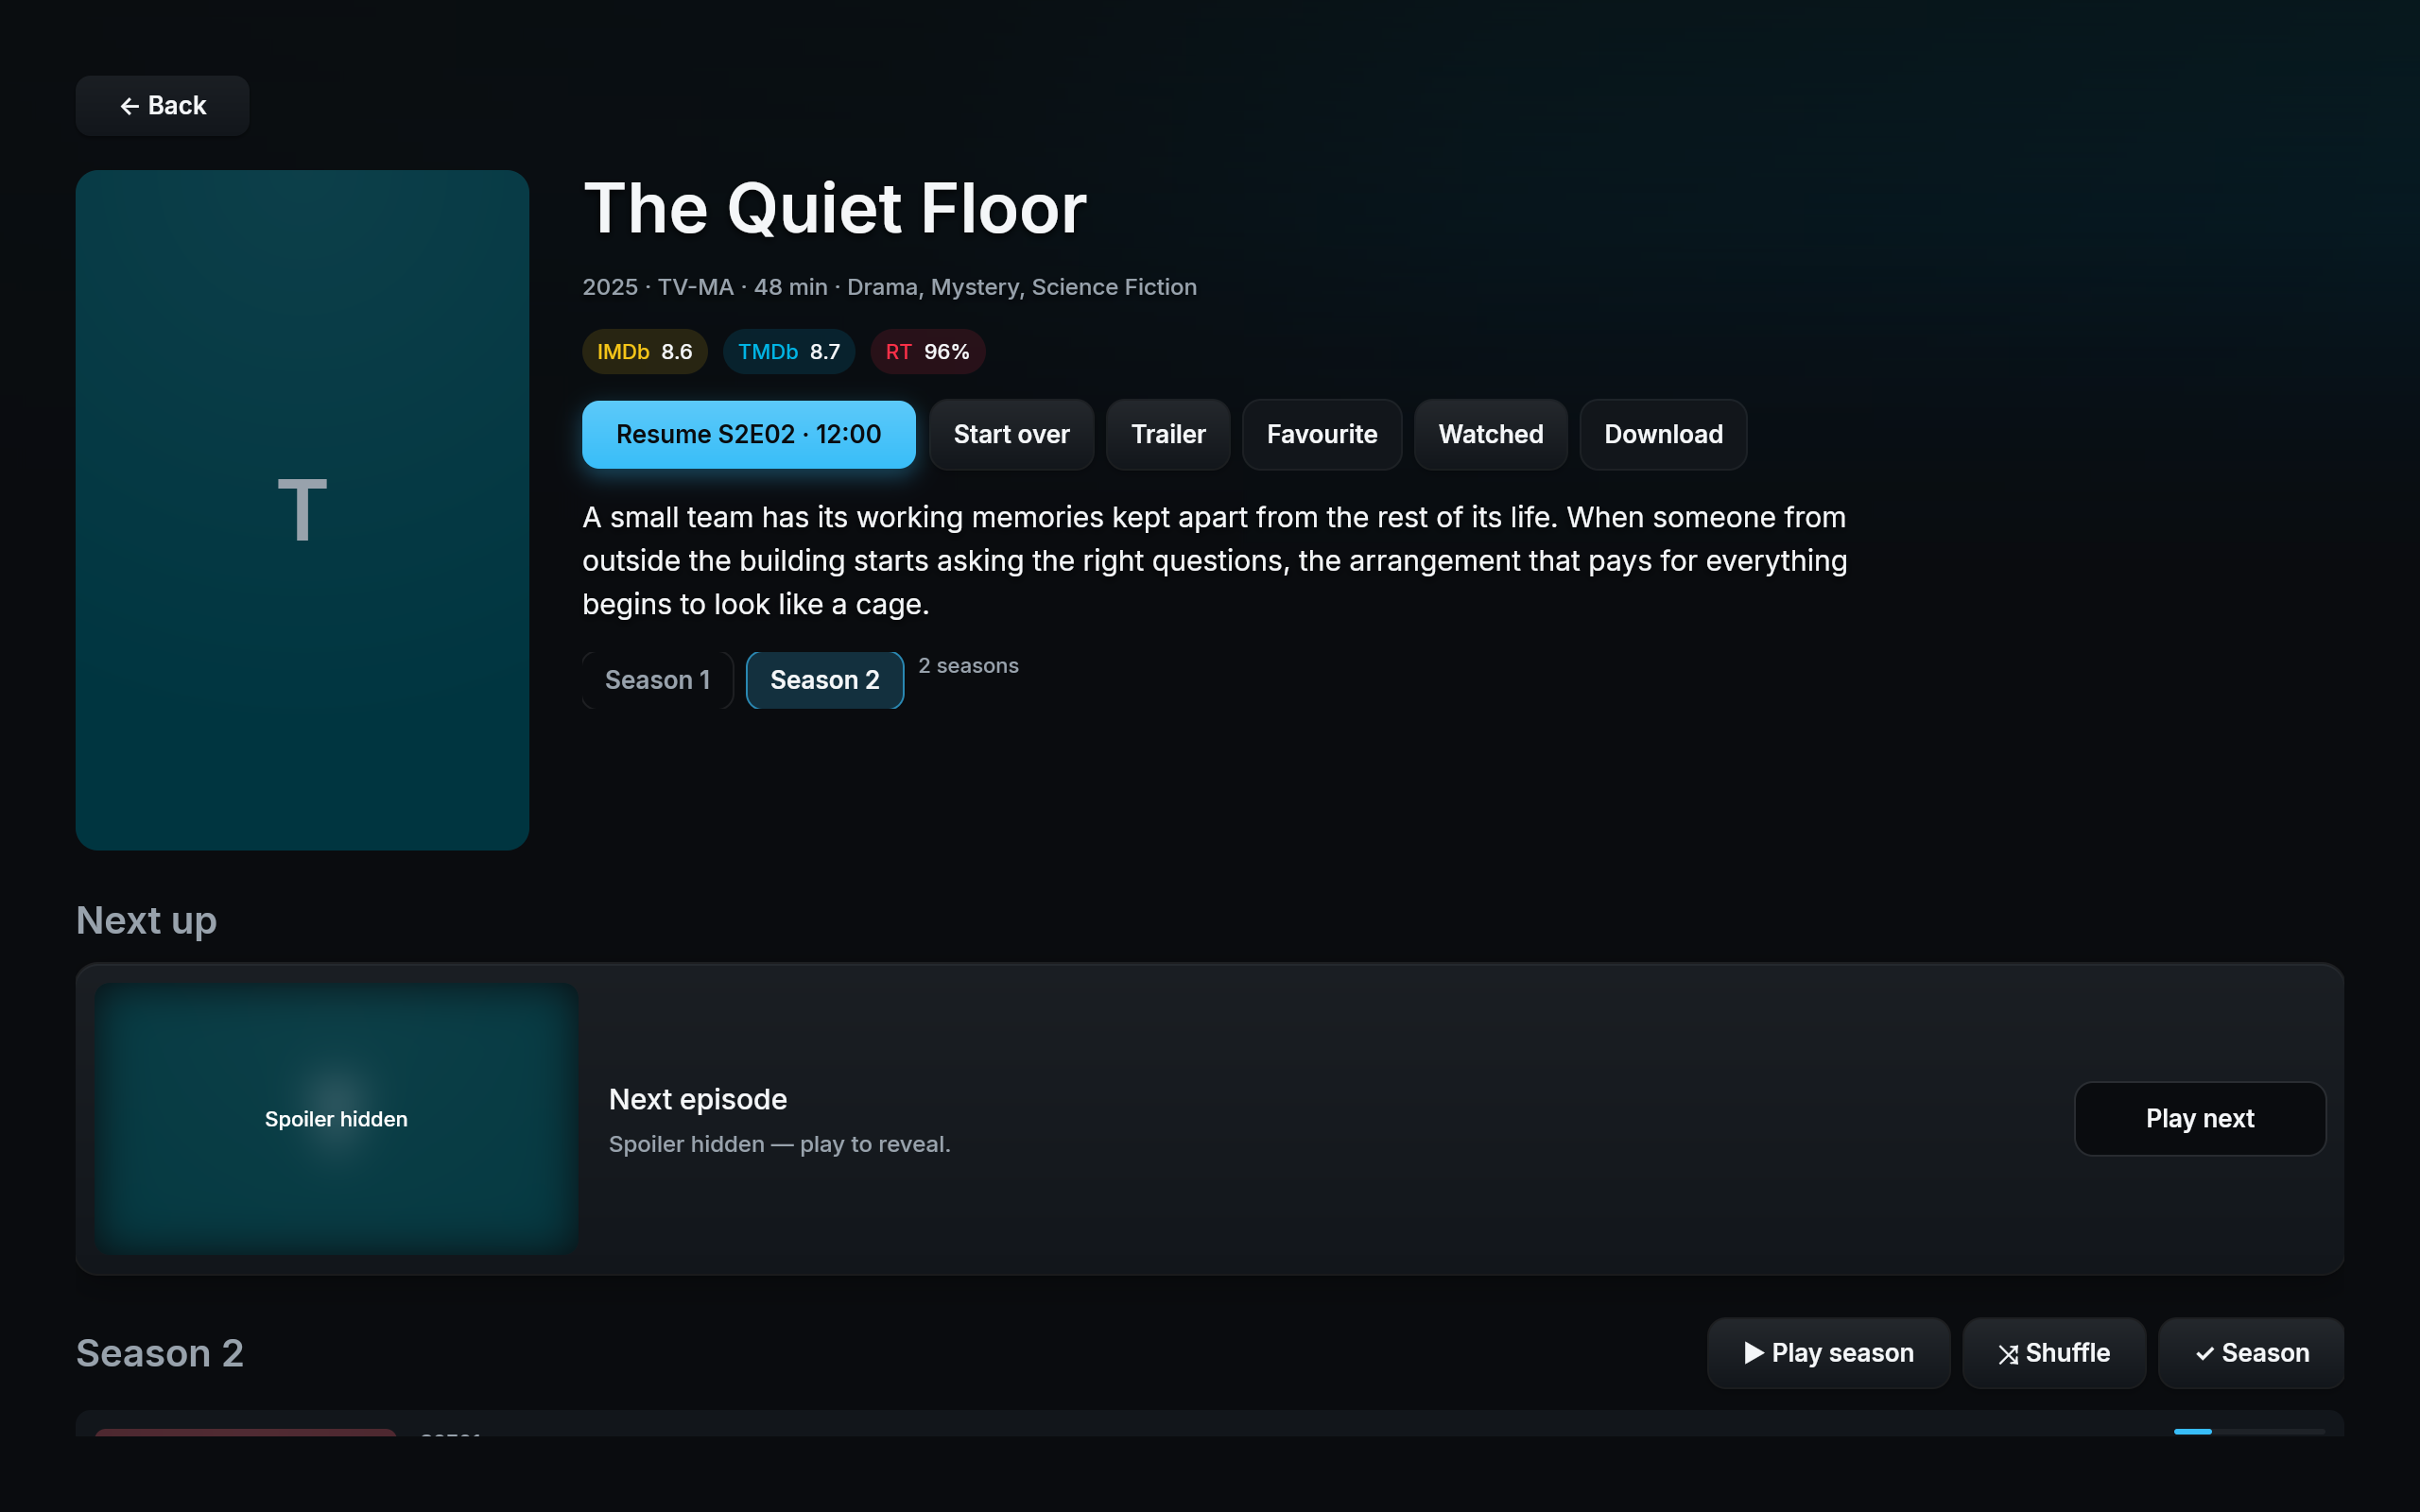 ← Back
The Quiet Floor
2025 · TV-MA · 48 min · Drama, Mystery, Science Fiction
IMDb 8.6 TMDb 8.7 RT 96%
Resume S2E02 · 12:00 Start over Trailer Favourite Watched Download
T
A small team has its working memories kept apart from the rest of its life. When someone from
outside the building starts asking the right questions, the arrangement that pays for everything
begins to look like a cage.
Season 1 Season 2 2 seasons
Next up
Spoiler hidden
Next episode
Spoiler hidden — play to reveal.
Play next
Season 2 ▶ Play season Shuffle ✓ Season